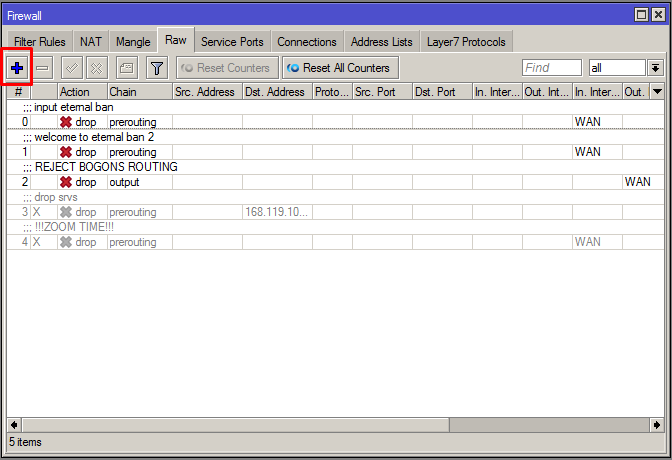 Firewall
Filter Rules NAT Mangle Raw Service Ports Connections Address Lists Layer7 Protocols
Reset Counters Reset All Counters Find all
# Action Chain Src. Address Dst. Address Proto... Src. Port Dst. Port In. Inter... Out. Int... In. Inter... Out. I
;;; input eternal ban
0 drop prerouting WAN
;;; welcome to eternal ban 2
1 drop prerouting WAN
;;; REJECT BOGONS ROUTING
2 drop output WAN
;;; drop srvs
3 X drop prerouting 168.119.10...
;;; !!!ZOOM TIME!!!
4 X drop prerouting WAN
5 items